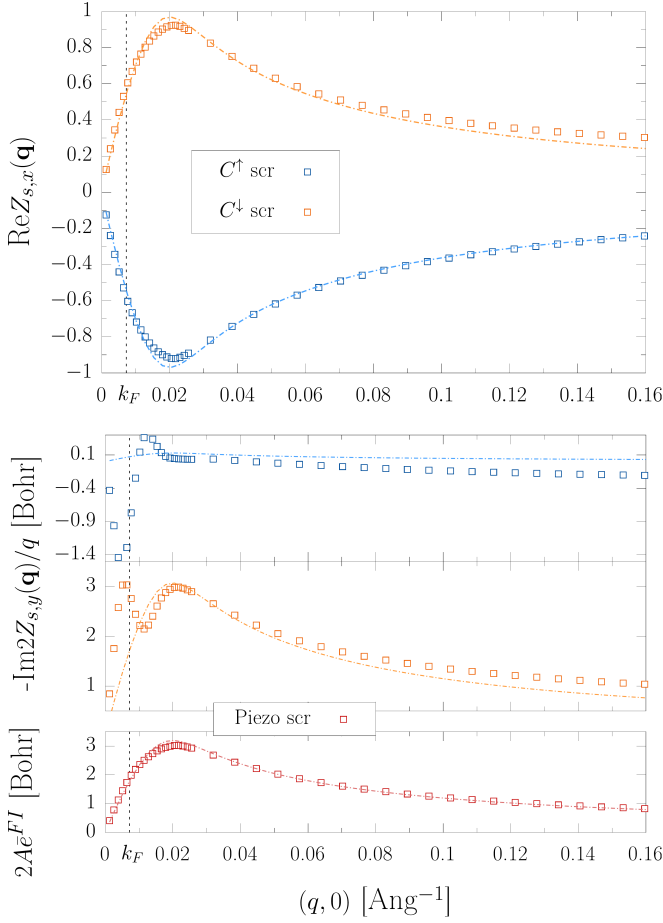 1
0.8
0.6
0.4
0.2
0
−0.2
−0.4
−0.6
−0.8
−1
ReZ_{s,x}(q)
C^↑ scr
C^↓ scr
0 k_F 0.02 0.04 0.06 0.08 0.10 0.12 0.14 0.16
0.1
−0.4
−0.9
−1.4
3
2
1
-Im2Z_{s,y}(q)/q [Bohr]
Piezo scr
3
2
1
0
2Aē^{FI} [Bohr]
0 k_F 0.02 0.04 0.06 0.08 0.10 0.12 0.14 0.16
(q, 0) [Ang^{−1}]